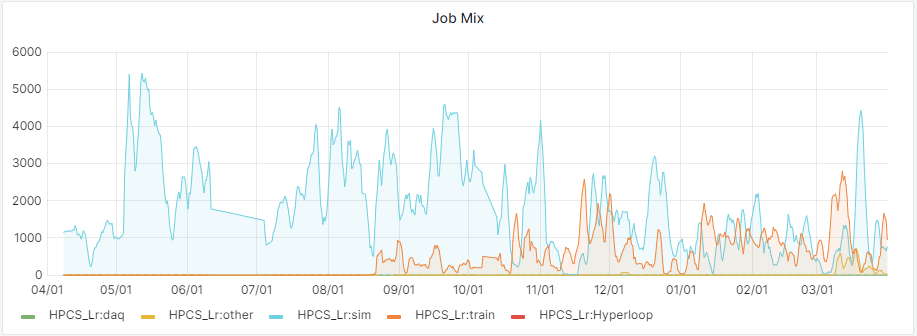 Job Mix
6000
5000
4000
3000
2000
1000
0
04/01 05/01 06/01 07/01 08/01 09/01 10/01 11/01 12/01 01/01 02/01 03/01
HPCS_Lr:daq HPCS_Lr:other HPCS_Lr:sim HPCS_Lr:train HPCS_Lr:Hyperloop